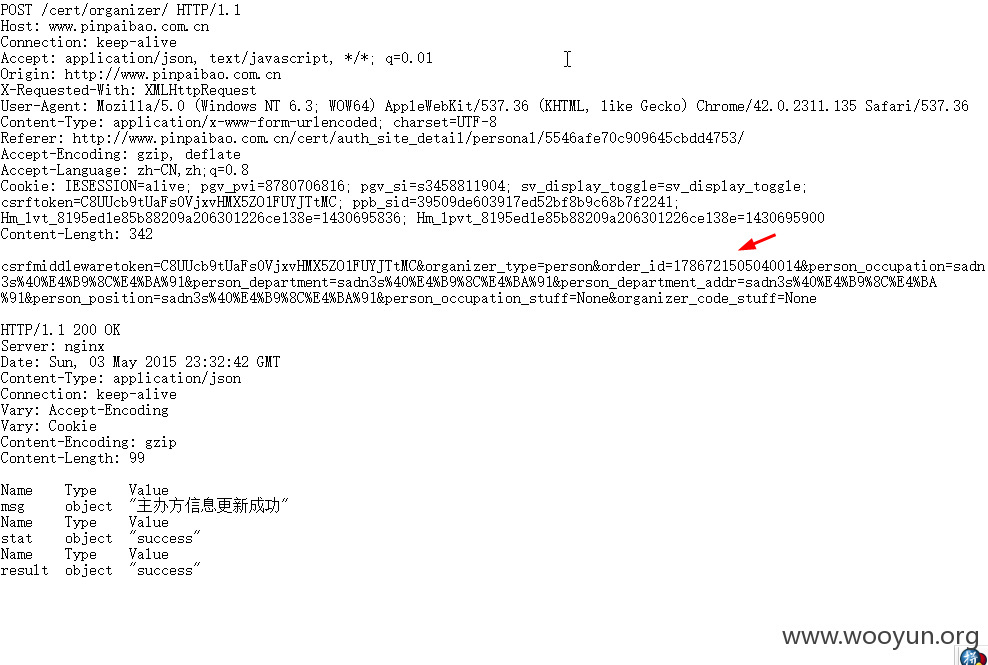 POST /cert/organizer/ HTTP/1.1
Host: www.pinpaibao.com.cn
Connection: keep-alive
Accept: application/json, text/javascript, */*; q=0.01
Origin: http://www.pinpaibao.com.cn
X-Requested-With: XMLHttpRequest
User-Agent: Mozilla/5.0 (Windows NT 6.3; WOW64) AppleWebKit/537.36 (KHTML, like Gecko) Chrome/42.0.2311.135 Safari/537.36
Content-Type: application/x-www-form-urlencoded; charset=UTF-8
Referer: http://www.pinpaibao.com.cn/cert/auth_site_detail/personal/5546afe70c909645cbdd4753/
Accept-Encoding: gzip, deflate
Accept-Language: zh-CN,zh;q=0.8
Cookie: IESESSION=alive; pgv_pvi=8780706816; pgv_si=s3458811904; sv_display_toggle=sv_display_toggle;
csrftoken=C8UUcb9tUaFs0VjxvHMX5ZO1FUYJTtMC; ppb_sid=39509de603917ed52bf8b9c68b7f2241;
Hm_lvt_8195ed1e85b88209a206301226ce138e=1430695836; Hm_lpvt_8195ed1e85b88209a206301226ce138e=1430695900
Content-Length: 342
csrfmiddlewaretoken=C8UUcb9tUaFs0VjxvHMX5ZO1FUYJTtMC&organizer_type=person&order_id=1786721505040014&person_occupation=sadn
3s%40%E4%B9%8C%E4%BA%91&person_department=sadn3s%40%E4%B9%8C%E4%BA%91&person_department_addr=sadn3s%40%E4%B9%8C%E4%BA
%91&person_position=sadn3s%40%E4%B9%8C%E4%BA%91&person_occupation_stuff=None&organizer_code_stuff=None
HTTP/1.1 200 OK
Server: nginx
Date: Sun, 03 May 2015 23:32:42 GMT
Content-Type: application/json
Connection: keep-alive
Vary: Accept-Encoding
Vary: Cookie
Content-Encoding: gzip
Content-Length: 99
Name Type Value
msg object "主办方信息更新成功"
Name Type Value
stat object "success"
Name Type Value
result object "success"
www.wooyun.org